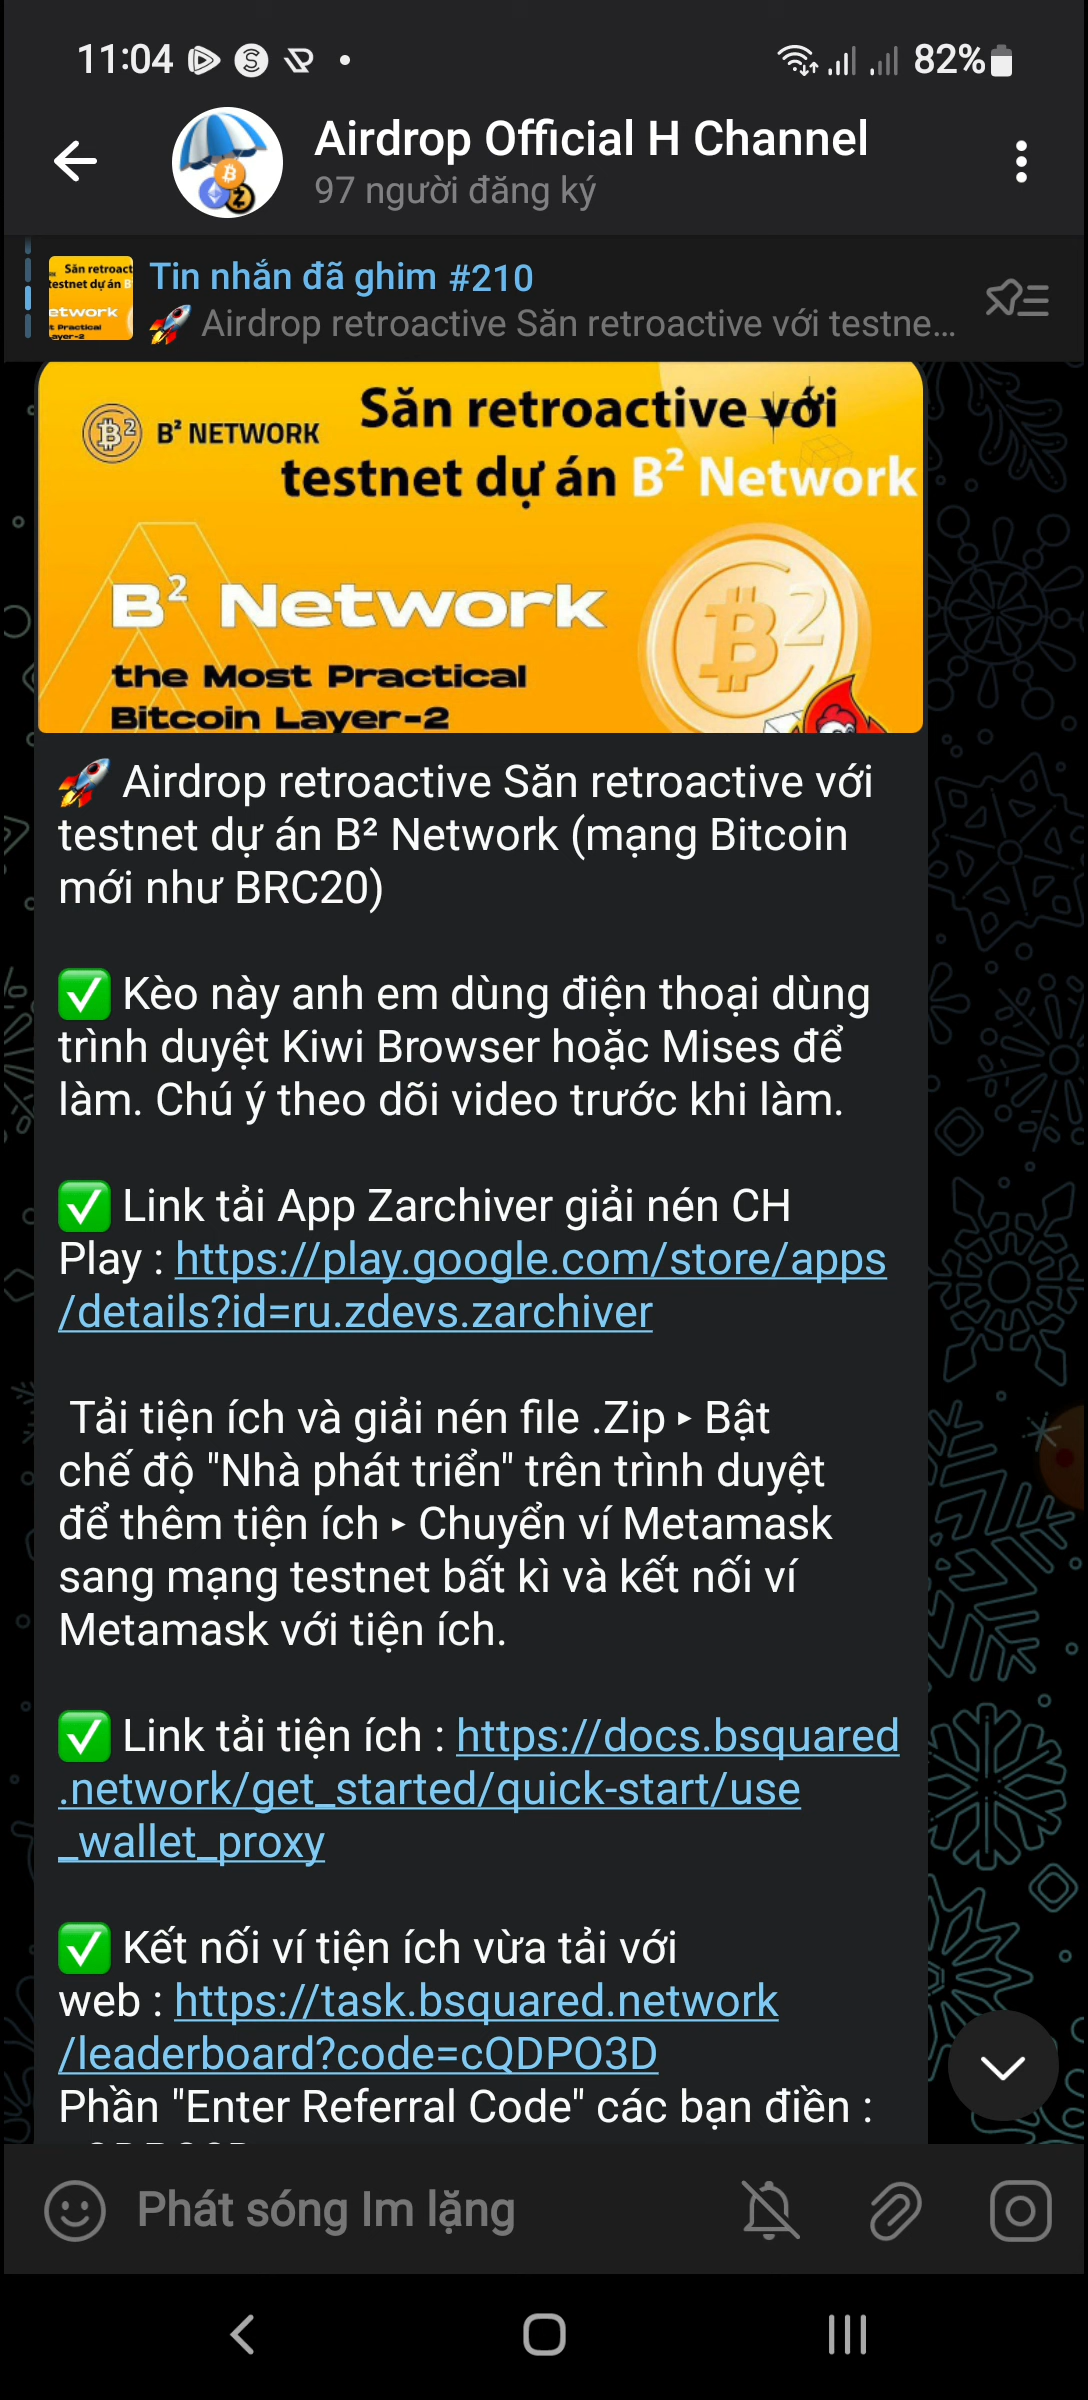 11:04
82%
Airdrop Official H Channel
97 người đăng ký
Săn retroact
testnet dự án B
etwork
t Practical
ayer-2
Tin nhắn đã ghim #210
🚀 Airdrop retroactive Săn retroactive với testne...
B² NETWORK
Săn retroactive với
testnet dự án B² Network
B² Network
the Most Practical
Bitcoin Layer-2
🚀 Airdrop retroactive Săn retroactive với
testnet dự án B² Network (mạng Bitcoin
mới như BRC20)
✅ Kèo này anh em dùng điện thoại dùng
trình duyệt Kiwi Browser hoặc Mises để
làm. Chú ý theo dõi video trước khi làm.
✅ Link tải App Zarchiver giải nén CH
Play : https://play.google.com/store/apps
/details?id=ru.zdevs.zarchiver
Tải tiện ích và giải nén file .Zip ‣ Bật
chế độ "Nhà phát triển" trên trình duyệt
để thêm tiện ích ‣ Chuyển ví Metamask
sang mạng testnet bất kì và kết nối ví
Metamask với tiện ích.
✅ Link tải tiện ích : https://docs.bsquared
.network/get_started/quick-start/use
_wallet_proxy
✅ Kết nối ví tiện ích vừa tải với
web : https://task.bsquared.network
/leaderboard?code=cQDPO3D
Phần "Enter Referral Code" các bạn điền :
Phát sóng Im lặng